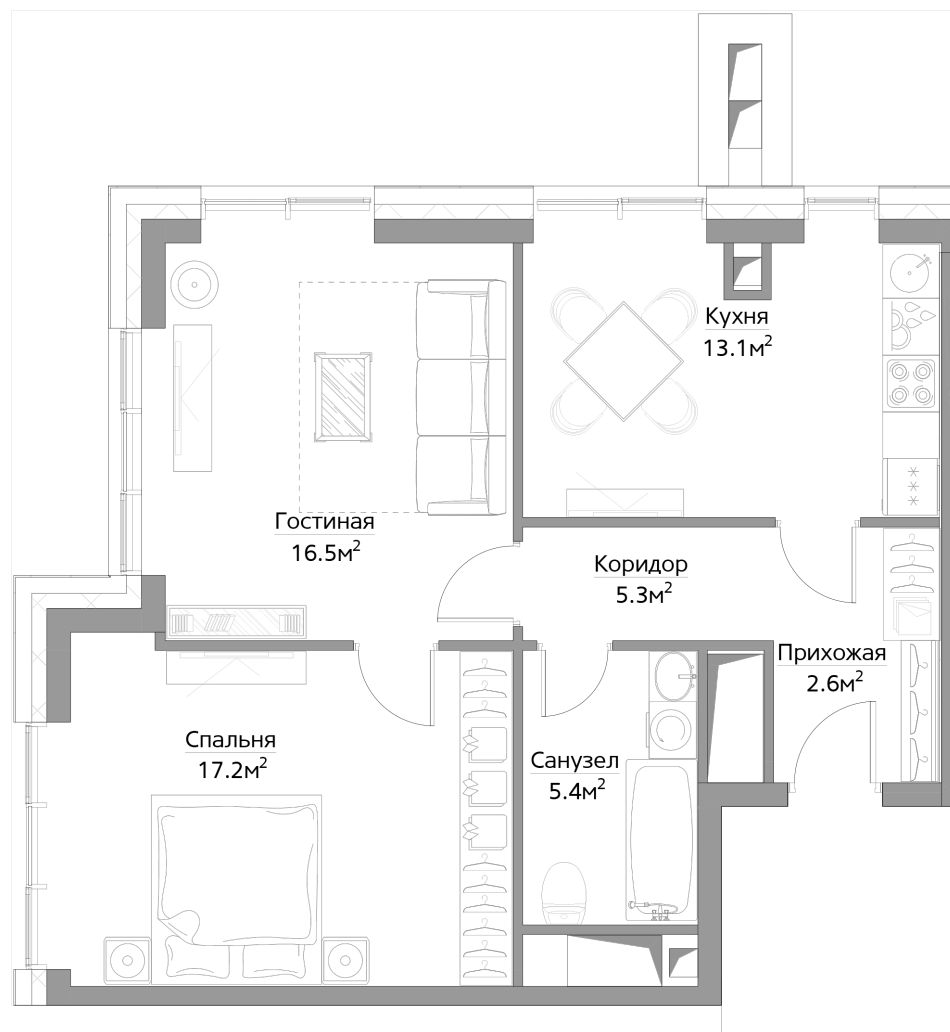 Кухня
13.1м²
Гостиная
16.5м²
Коридор
5.3м²
Прихожая
2.6м²
Спальня
17.2м²
Санузел
5.4м²